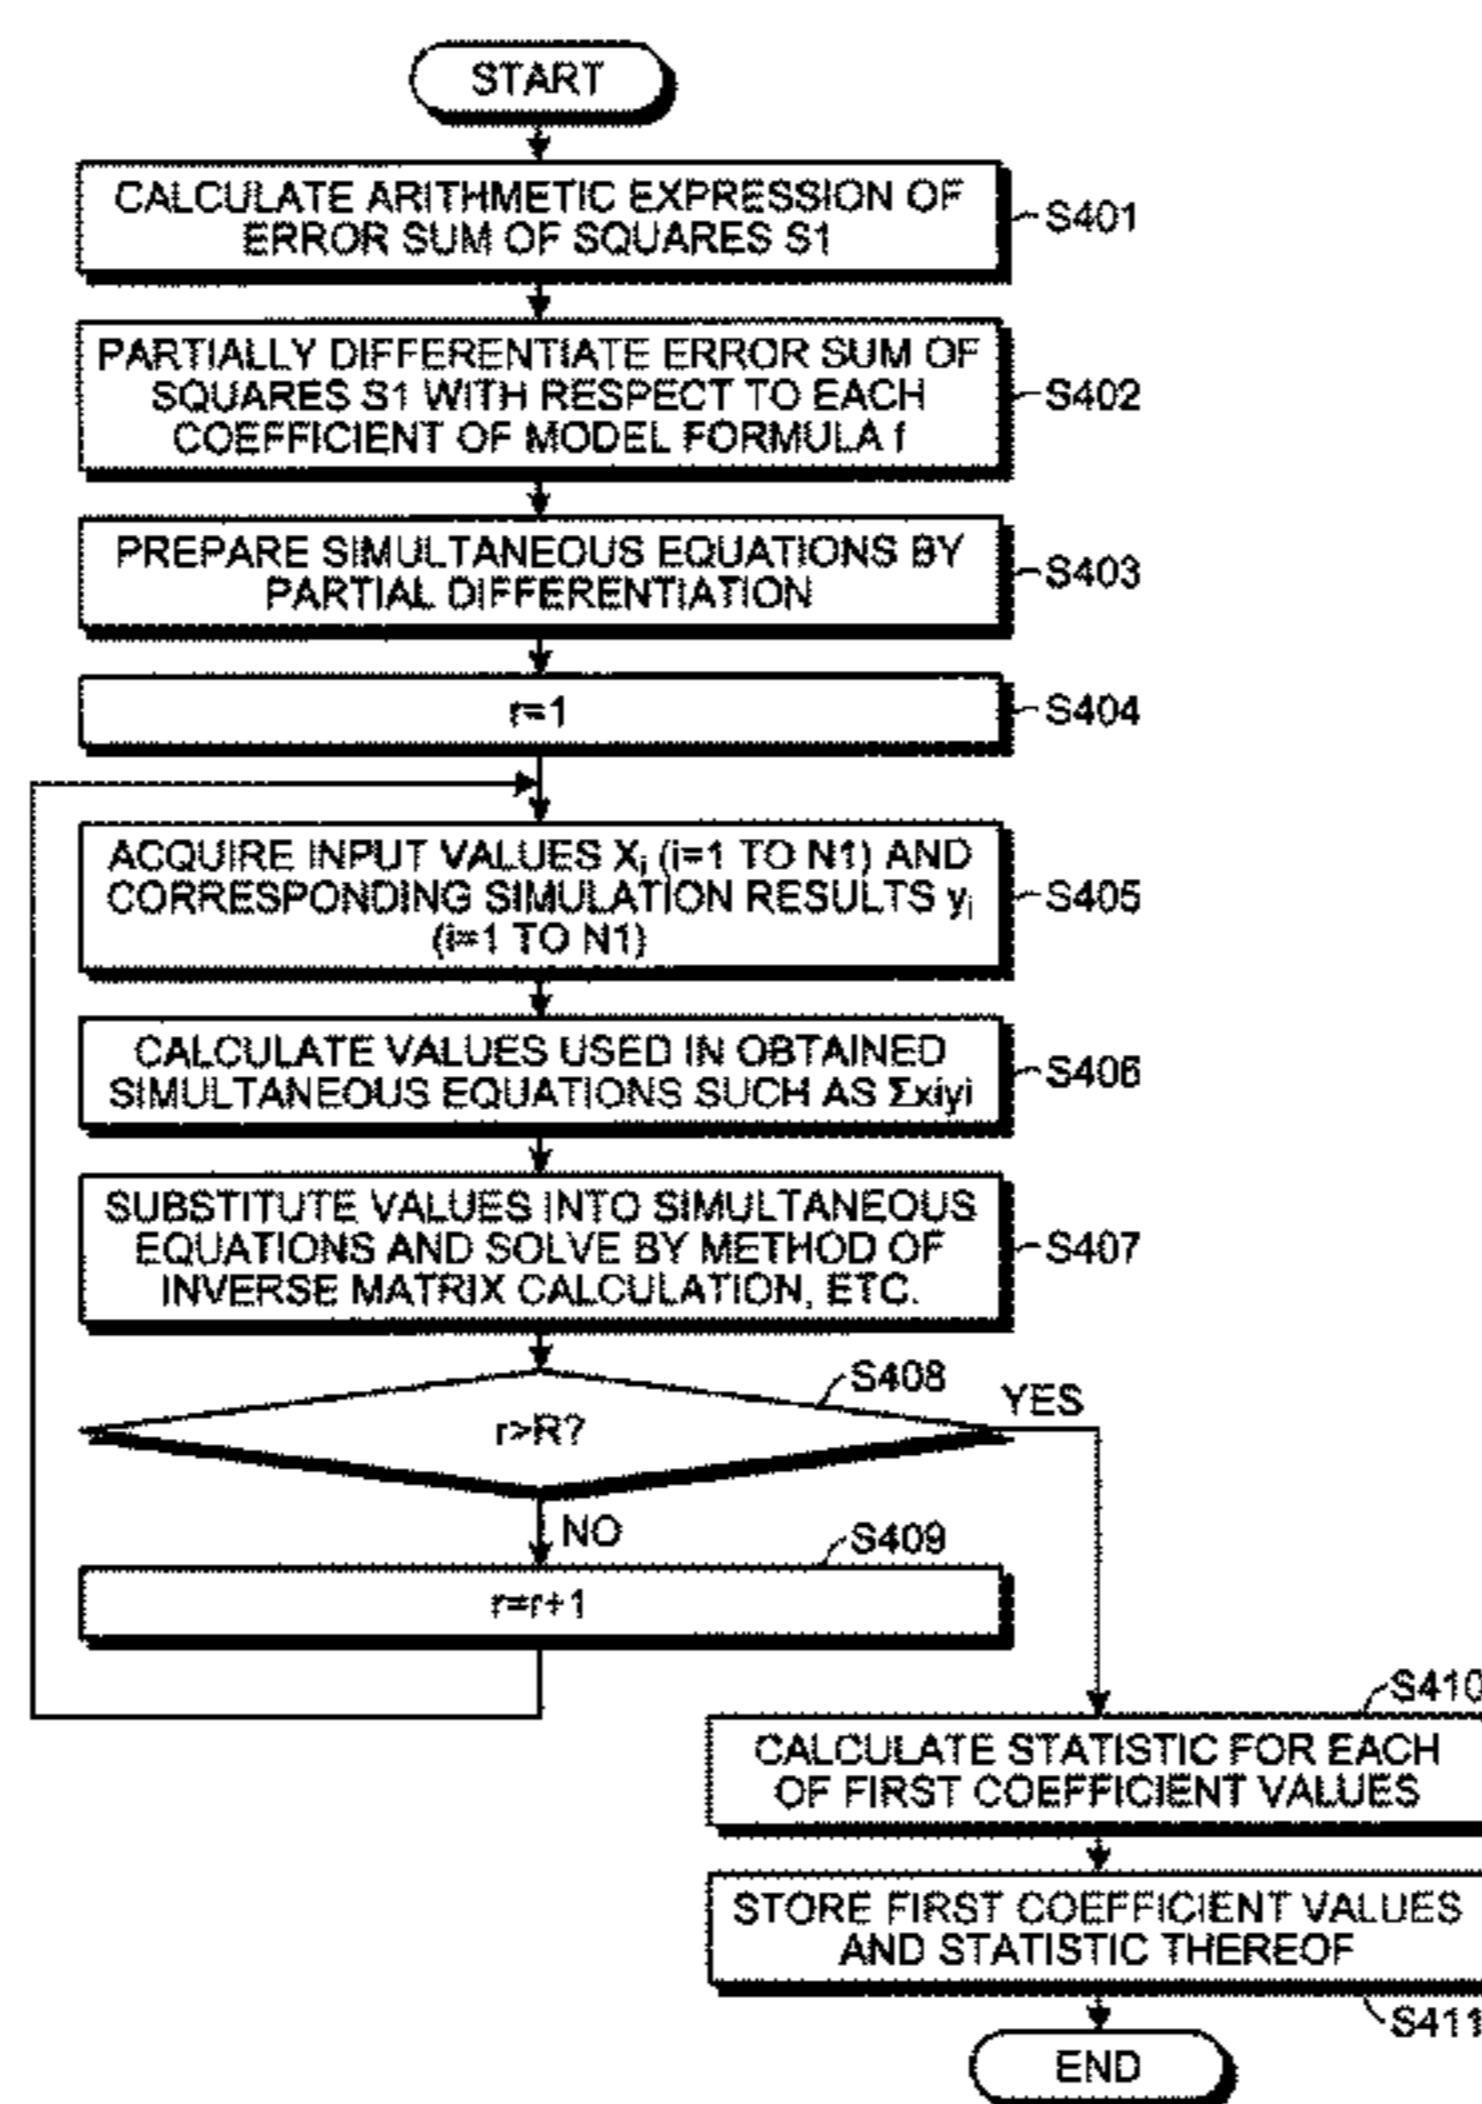 START
CALCULATE ARITHMETIC EXPRESSION OF
ERROR SUM OF SQUARES S1
S401
PARTIALLY DIFFERENTIATE ERROR SUM OF
SQUARES S1 WITH RESPECT TO EACH
COEFFICIENT OF MODEL FORMULA f
S402
PREPARE SIMULTANEOUS EQUATIONS BY
PARTIAL DIFFERENTIATION
S403
r=1
S404
ACQUIRE INPUT VALUES Xi (i=1 TO N1) AND
CORRESPONDING SIMULATION RESULTS yi
(i=1 TO N1)
S405
CALCULATE VALUES USED IN OBTAINED
SIMULTANEOUS EQUATIONS SUCH AS Σxiyi
S406
SUBSTITUTE VALUES INTO SIMULTANEOUS
EQUATIONS AND SOLVE BY METHOD OF
INVERSE MATRIX CALCULATION, ETC.
S407
S408
r>R?
YES
NO
S409
r=r+1
S410
CALCULATE STATISTIC FOR EACH
OF FIRST COEFFICIENT VALUES
STORE FIRST COEFFICIENT VALUES
AND STATISTIC THEREOF
S411
END